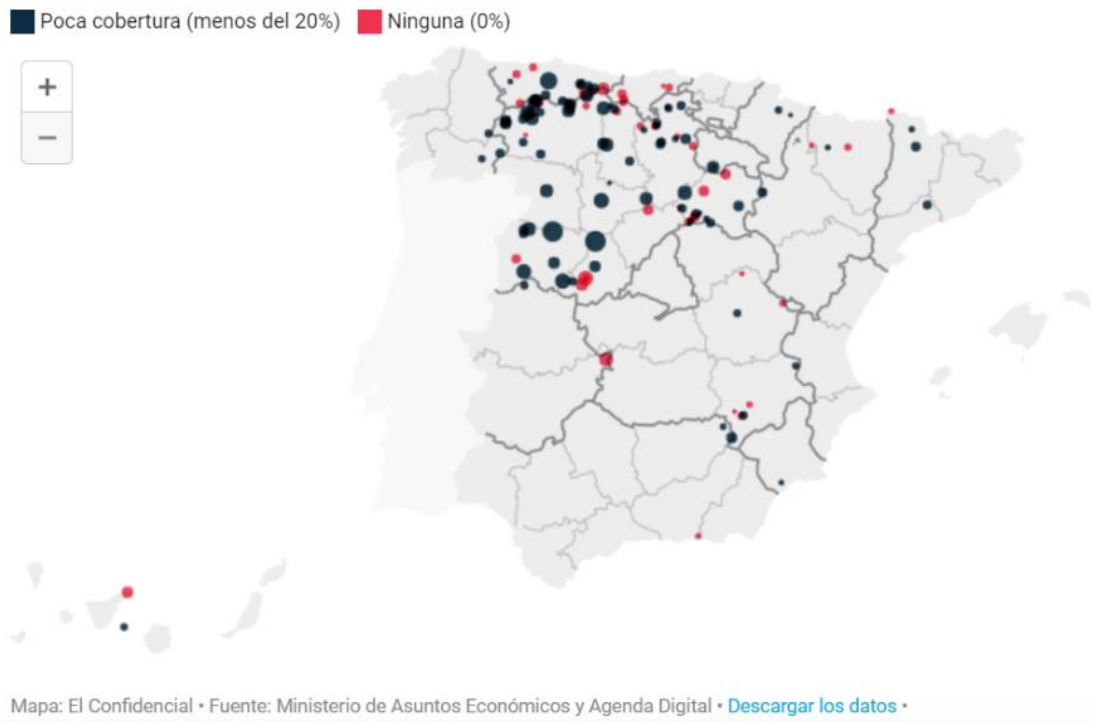 Poca cobertura (menos del 20%) Ninguna (0%)
+
−
Mapa: El Confidencial • Fuente: Ministerio de Asuntos Económicos y Agenda Digital • Descargar los datos •